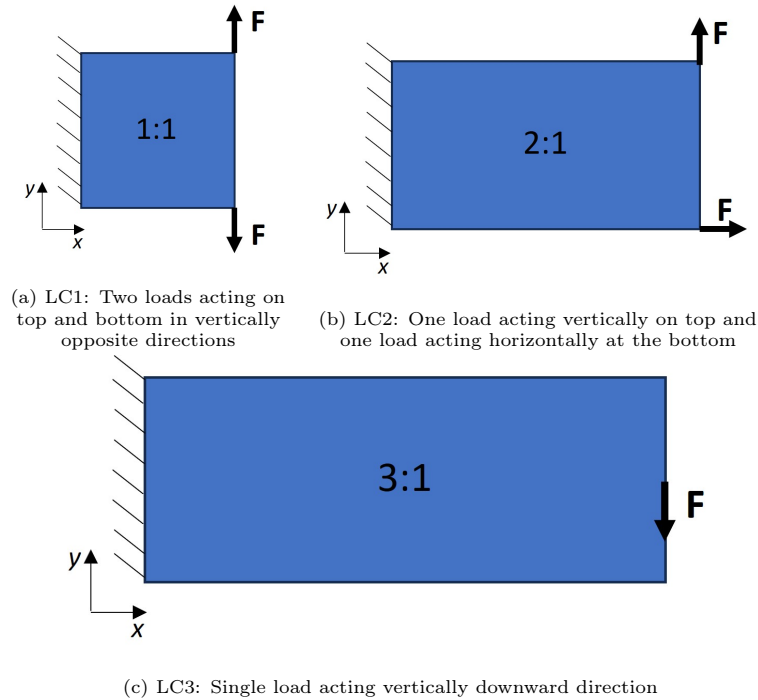 F
1:1
y
x
F
(a) LC1: Two loads acting on
top and bottom in vertically
opposite directions
F
2:1
y
x
F
(b) LC2: One load acting vertically on top and
one load acting horizontally at the bottom
3:1
F
y
x
(c) LC3: Single load acting vertically downward direction